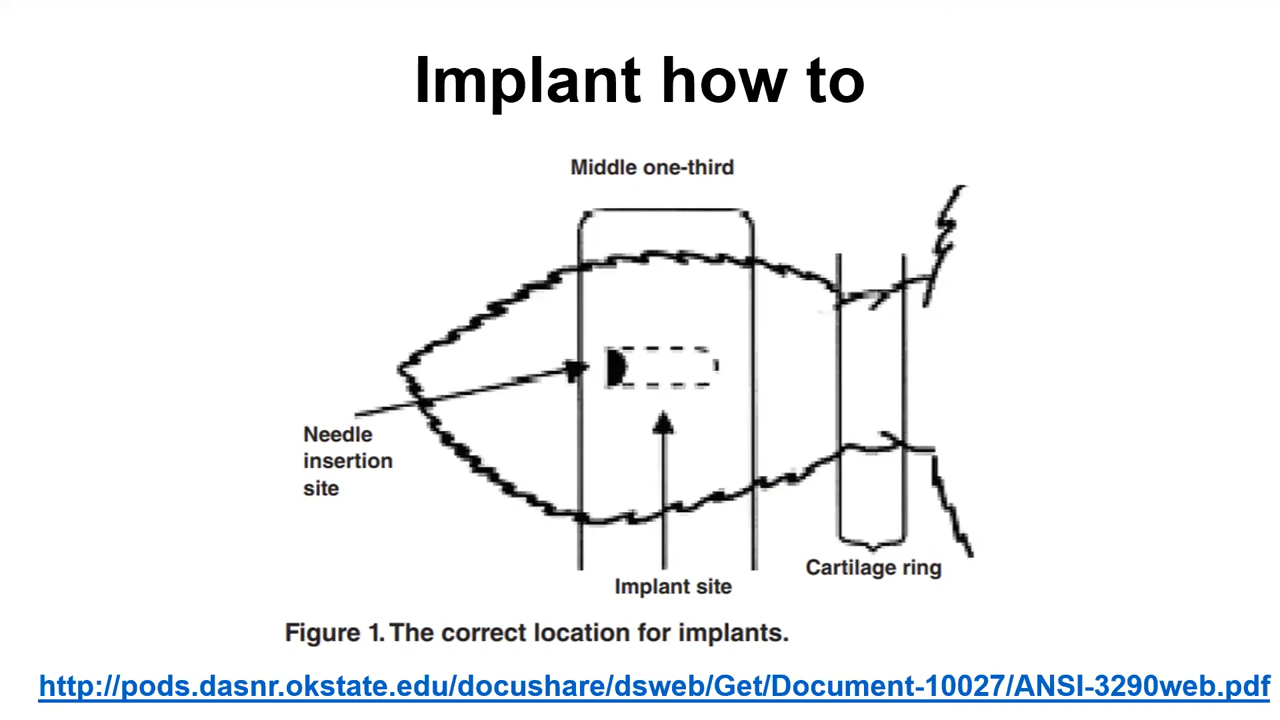 Implant how to
Middle one-third
Needle
insertion
site
Implant site
Cartilage ring
Figure 1. The correct location for implants.
http://pods.dasnr.okstate.edu/docushare/dsweb/Get/Document-10027/ANSI-3290web.pdf